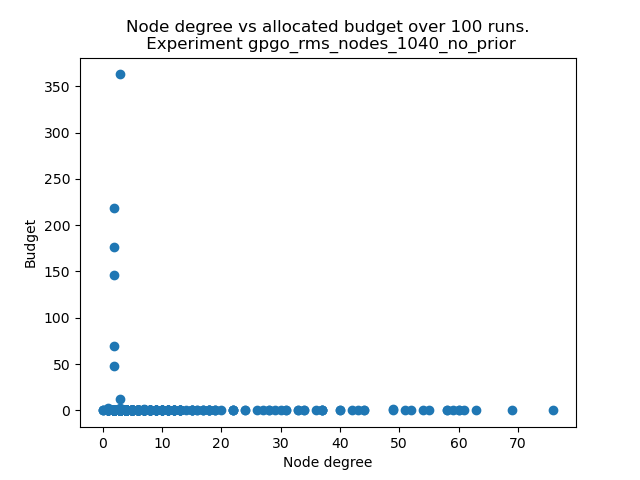 Node degree vs allocated budget over 100 runs.
Experiment gpgo_rms_nodes_1040_no_prior
350
300
250
200
150
100
50
0
Budget
0 10 20 30 40 50 60 70
Node degree